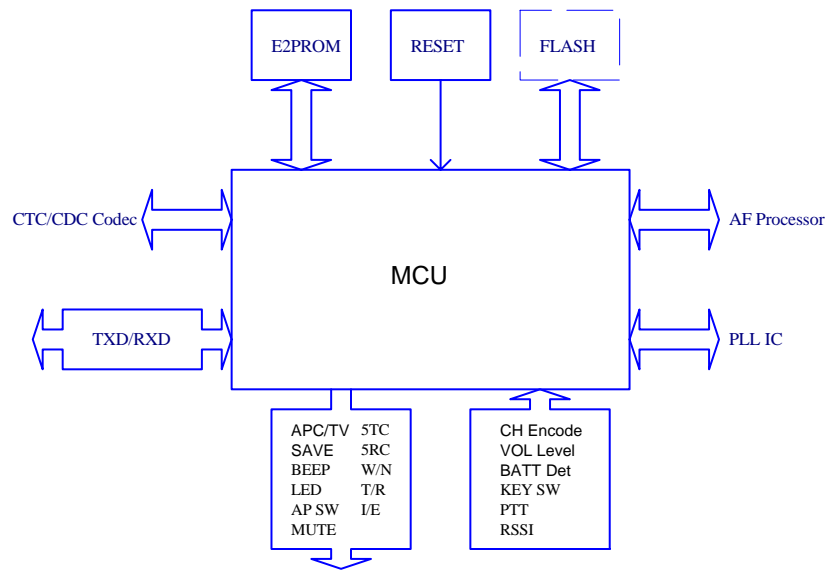 E2PROM
RESET
FLASH
CTC/CDC Codec
AF Processor
MCU
TXD/RXD
PLL IC
APC/TV 5TC
SAVE 5RC
BEEP W/N
LED T/R
AP SW I/E
MUTE
CH Encode
VOL Level
BATT Det
KEY SW
PTT
RSSI